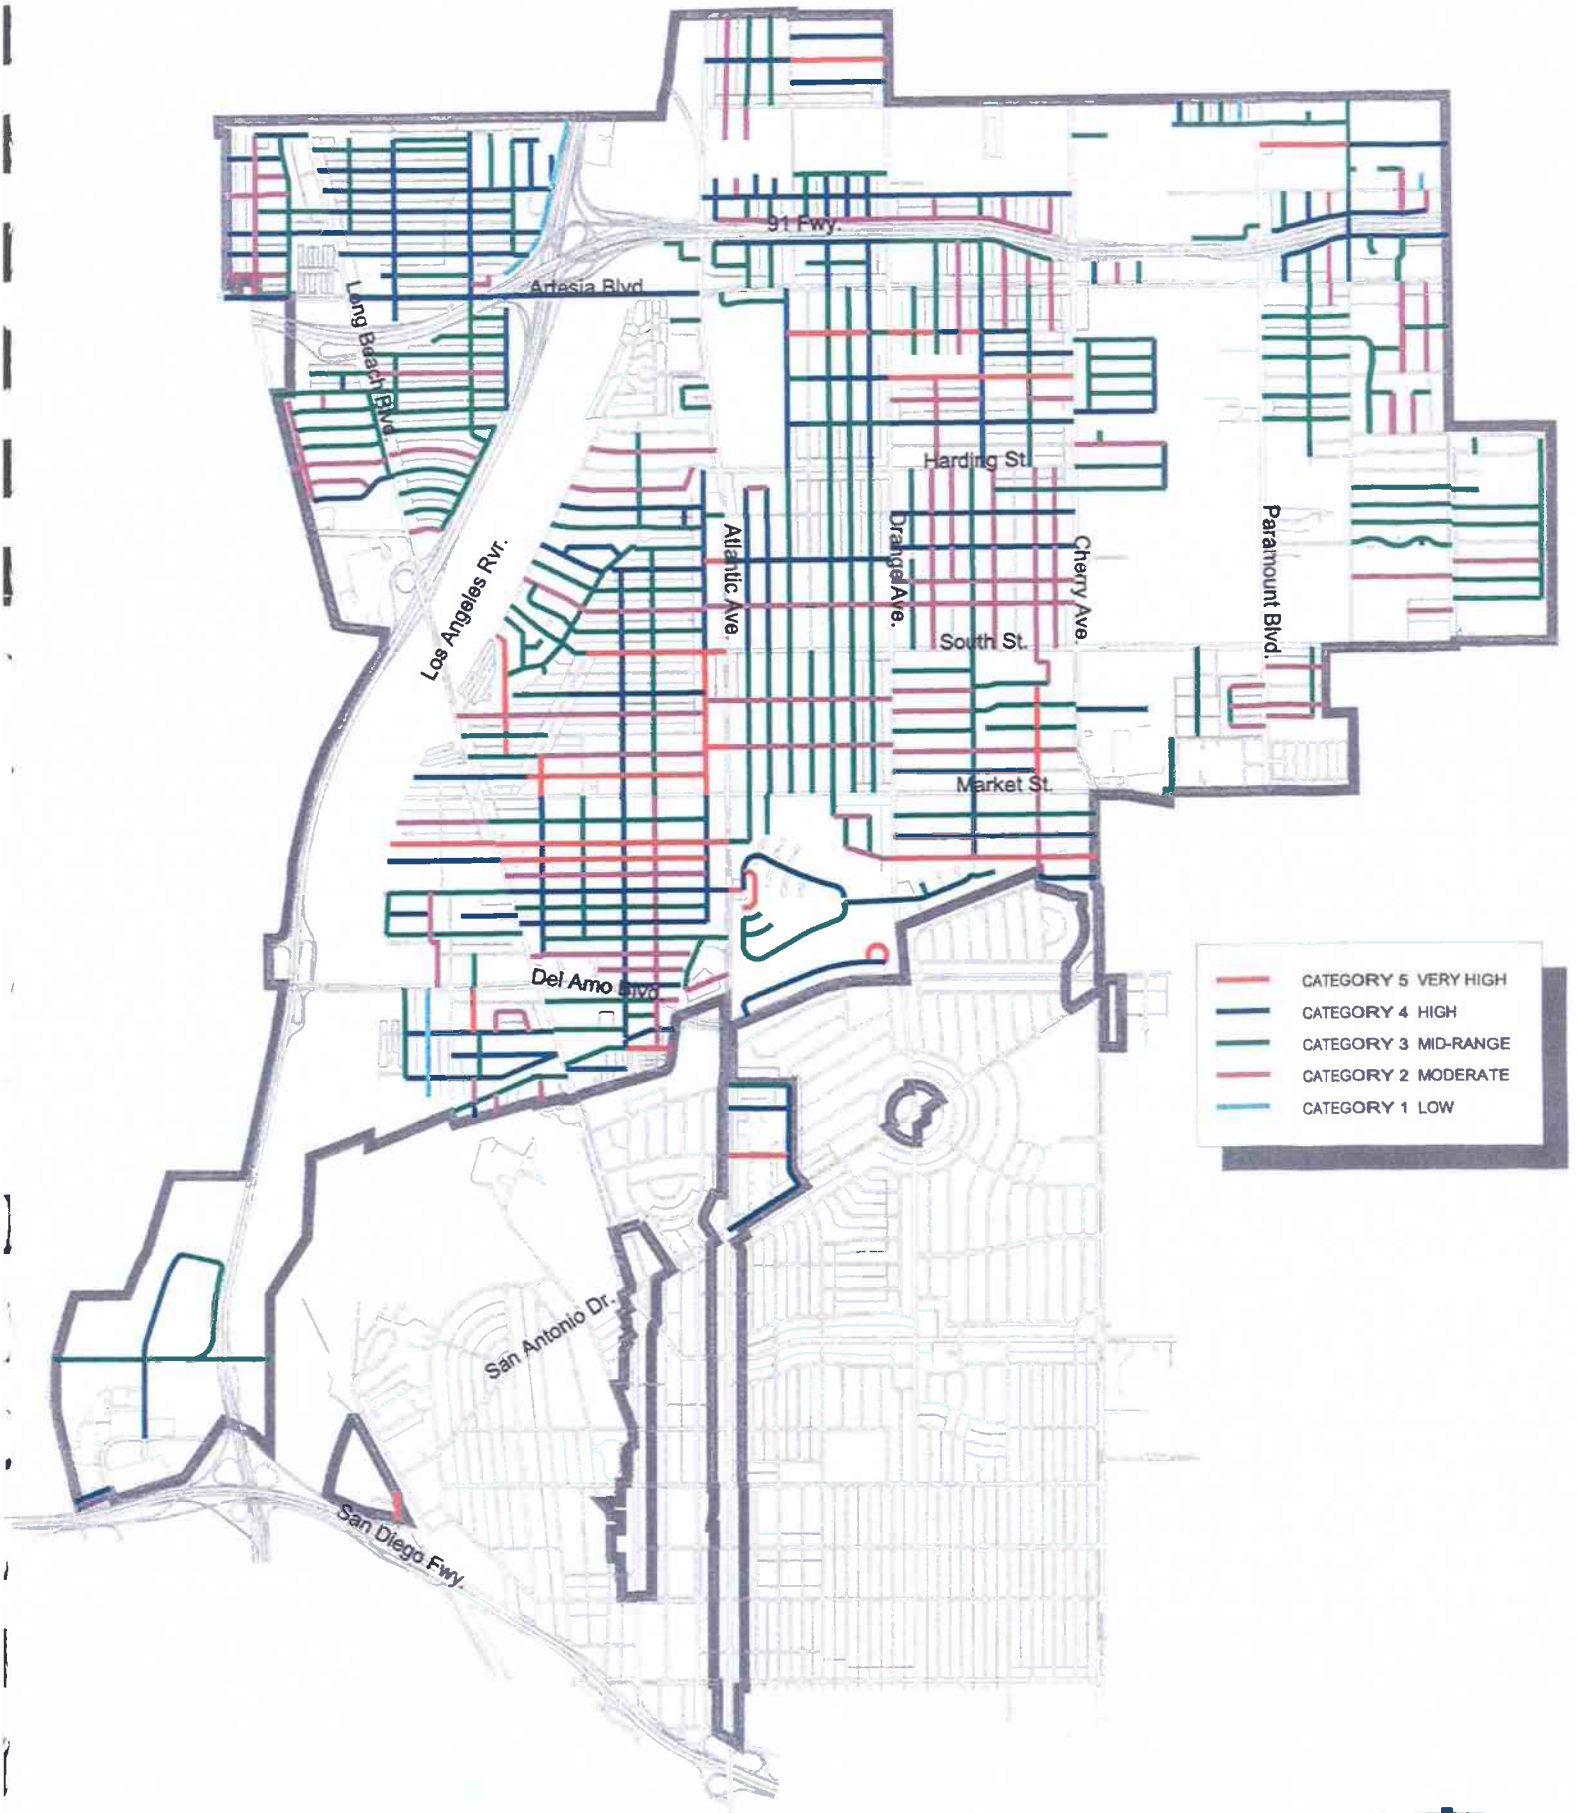 91 Fwy.
Artesia Blvd.
Long Beach Blvd.
Harding St.
Los Angeles Rvr.
Atlantic Ave.
Orange Ave.
Cherry Ave.
Paramount Blvd.
South St.
Market St.
Del Amo Blvd.
CATEGORY 5 VERY HIGH
CATEGORY 4 HIGH
CATEGORY 3 MID-RANGE
CATEGORY 2 MODERATE
CATEGORY 1 LOW
San Antonio Dr.
San Diego Fwy.